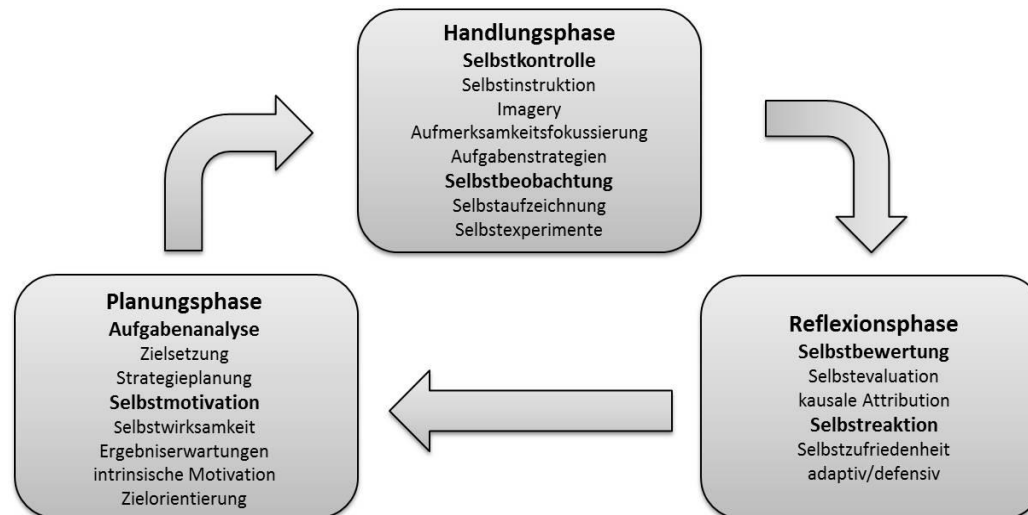 Handlungsphase
Selbstkontrolle
Selbstinstruktion
Imagery
Aufmerksamkeitsfokussierung
Aufgabenstrategien
Selbstbeobachtung
Selbstaufzeichnung
Selbstexperimente
Planungsphase
Aufgabenanalyse
Zielsetzung
Strategieplanung
Selbstmotivation
Selbstwirksamkeit
Ergebniserwartungen
intrinsische Motivation
Zielorientierung
Reflexionsphase
Selbstbewertung
Selbstevaluation
kausale Attribution
Selbstreaktion
Selbstzufriedenheit
adaptiv/defensiv